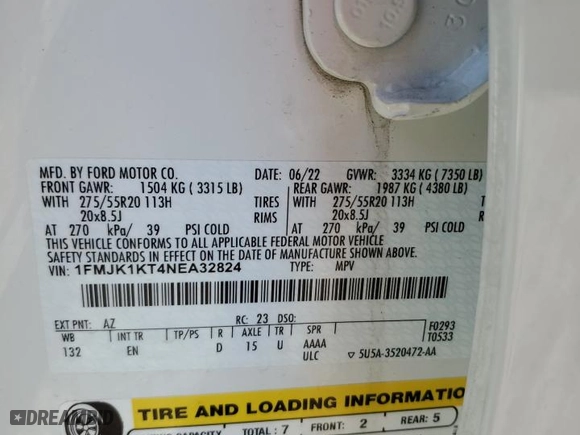 MFD. BY FORD MOTOR CO.
DATE: 06/22 GVWR: 3334 KG ( 7350 LB)
FRONT GAWR: 1504 KG ( 3315 LB)
REAR GAWR: 1987 KG ( 4380 LB)
WITH 275/55R20 113H TIRES WITH 275/55R20 113H
20x8.5J RIMS 20x8.5J
AT 270 kPa/ 39 PSI COLD AT 270 kPa/ 39 PSI COLD
THIS VEHICLE CONFORMS TO ALL APPLICABLE FEDERAL MOTOR VEHICLE
SAFETY STANDARDS IN EFFECT ON THE DATE OF MANUFACTURE SHOWN ABOVE.
VIN: 1FMJK1KT4NEA32824 TYPE: MPV
EXT PNT: AZ RC: 23 DSO: F0293
WB INT TR TP/PS R AXLE TR SPR T0533
132 EN D 15 U AAAA
ULC 5U5A-3520472-AA
TIRE AND LOADING INFORMATION
TOTAL: 7 FRONT: 2 REAR: 5
DREAMBID